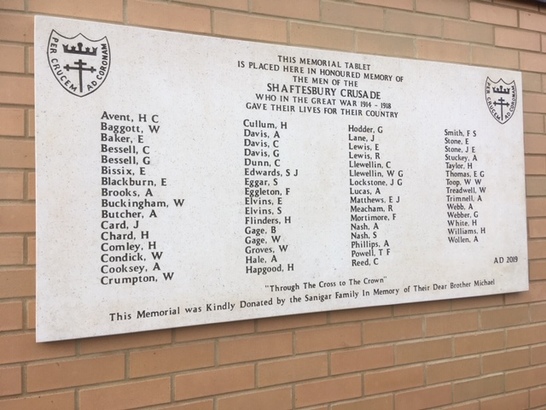 PER CRUCEM AD CORONAM
THIS MEMORIAL TABLET
IS PLACED HERE IN HONOURED MEMORY OF
THE MEN OF THE
SHAFTESBURY CRUSADE
WHO IN THE GREAT WAR 1914 - 1918
GAVE THEIR LIVES FOR THEIR COUNTRY
PER CRUCEM AD CORONAM
Avent, H C
Baggott, W
Baker, E
Bessell, C
Bessell, G
Bissix, E
Blackburn, E
Brooks, A
Buckingham, W
Butcher, A
Card, J
Chard, H
Comley, H
Condick, W
Cooksey, A
Crumpton, W
Cullum, H
Davis, A
Davis, C
Davis, G
Dunn, C
Edwards, S J
Eggar, S
Eggleton, F
Elvins, E
Elvins, S
Flinders, H
Gage, B
Gage, W
Groves, W
Hale, A
Hapgood, H
Hodder, G
Lane, J
Lewis, E
Lewis, R
Llewellin, C
Llewellin, W G
Lockstone, J G
Lucas, A
Matthews, E J
Meacham, R
Mortimore, F
Nash, A
Nash, S
Phillips, A
Powell, T F
Reed, C
Smith, F S
Stone, E
Stone, J E
Stuckey, A
Taylor, H
Thomas, E G
Toop, W W
Treadwell, W
Trimnell, A
Webb, A
Webber, G
White, H
Williams, H
Wollen, A
AD 2019
"Through The Cross to The Crown"
This Memorial was Kindly Donated by the Sanigar Family In Memory of Their Dear Brother Michael